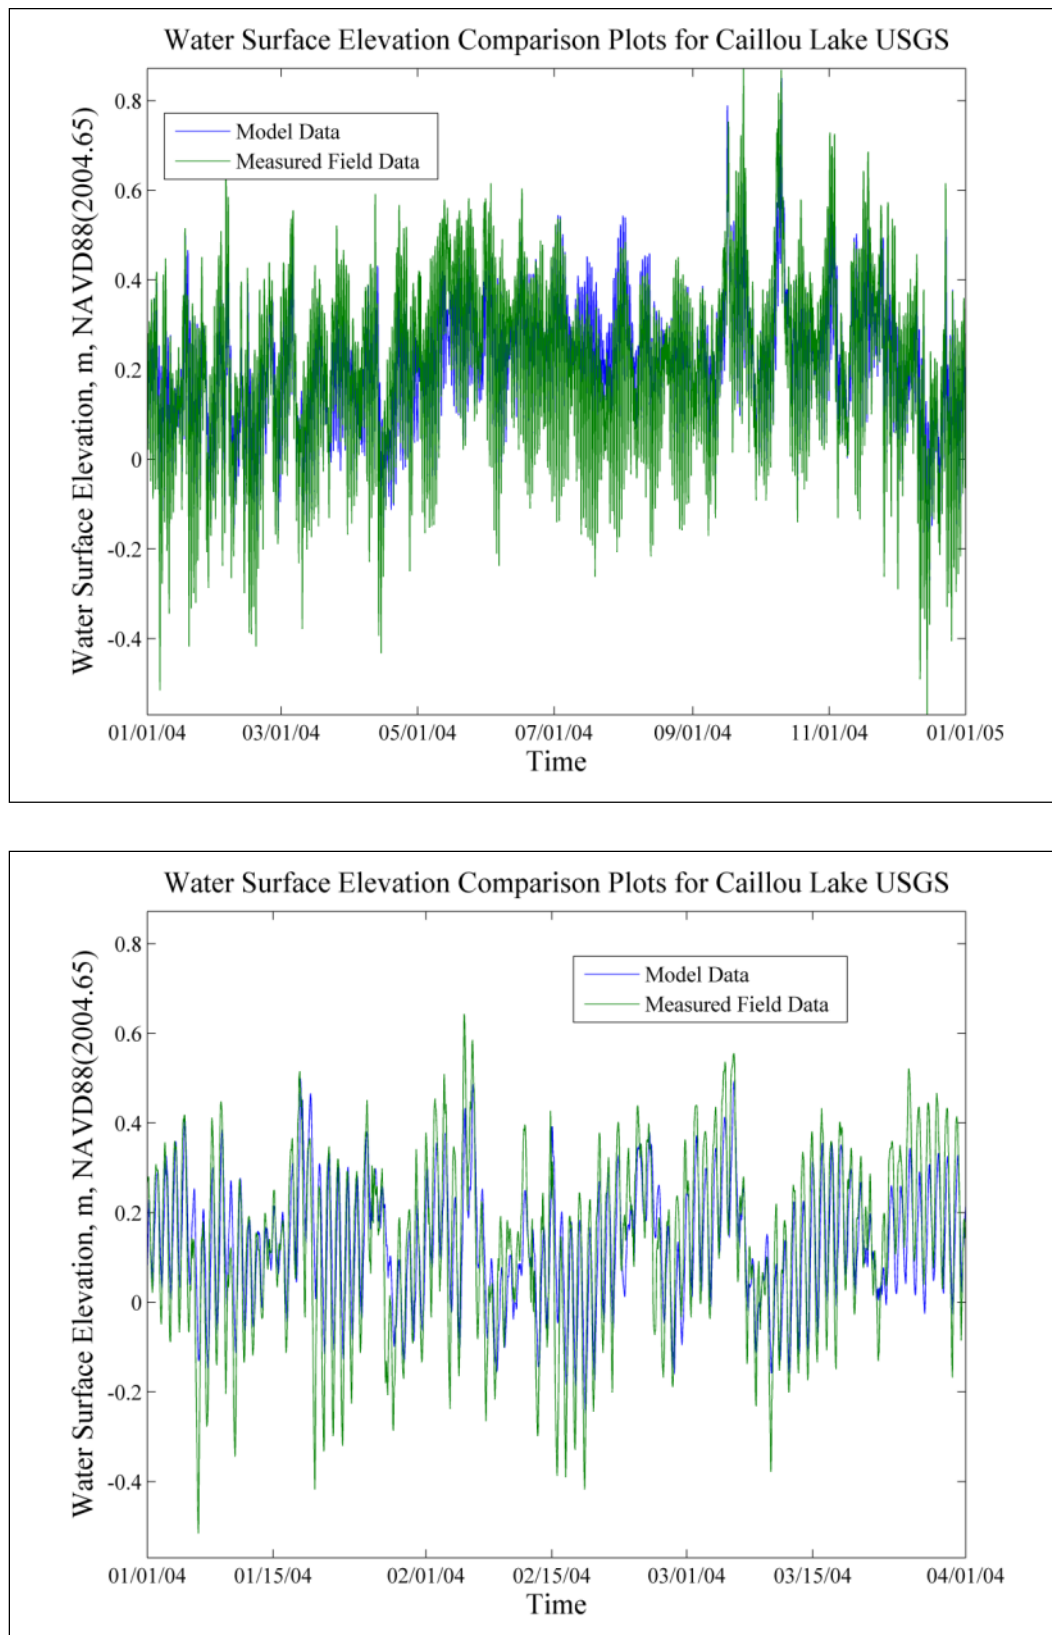 Water Surface Elevation Comparison Plots for Caillou Lake USGS
Water Surface Elevation, m, NAVD88(2004.65)
0.8
0.6
0.4
0.2
0
-0.2
-0.4
Model Data
Measured Field Data
01/01/04 03/01/04 05/01/04 07/01/04 09/01/04 11/01/04 01/01/05
Time
Water Surface Elevation Comparison Plots for Caillou Lake USGS
Water Surface Elevation, m, NAVD88(2004.65)
0.8
0.6
0.4
0.2
0
-0.2
-0.4
Model Data
Measured Field Data
01/01/04 01/15/04 02/01/04 02/15/04 03/01/04 03/15/04 04/01/04
Time